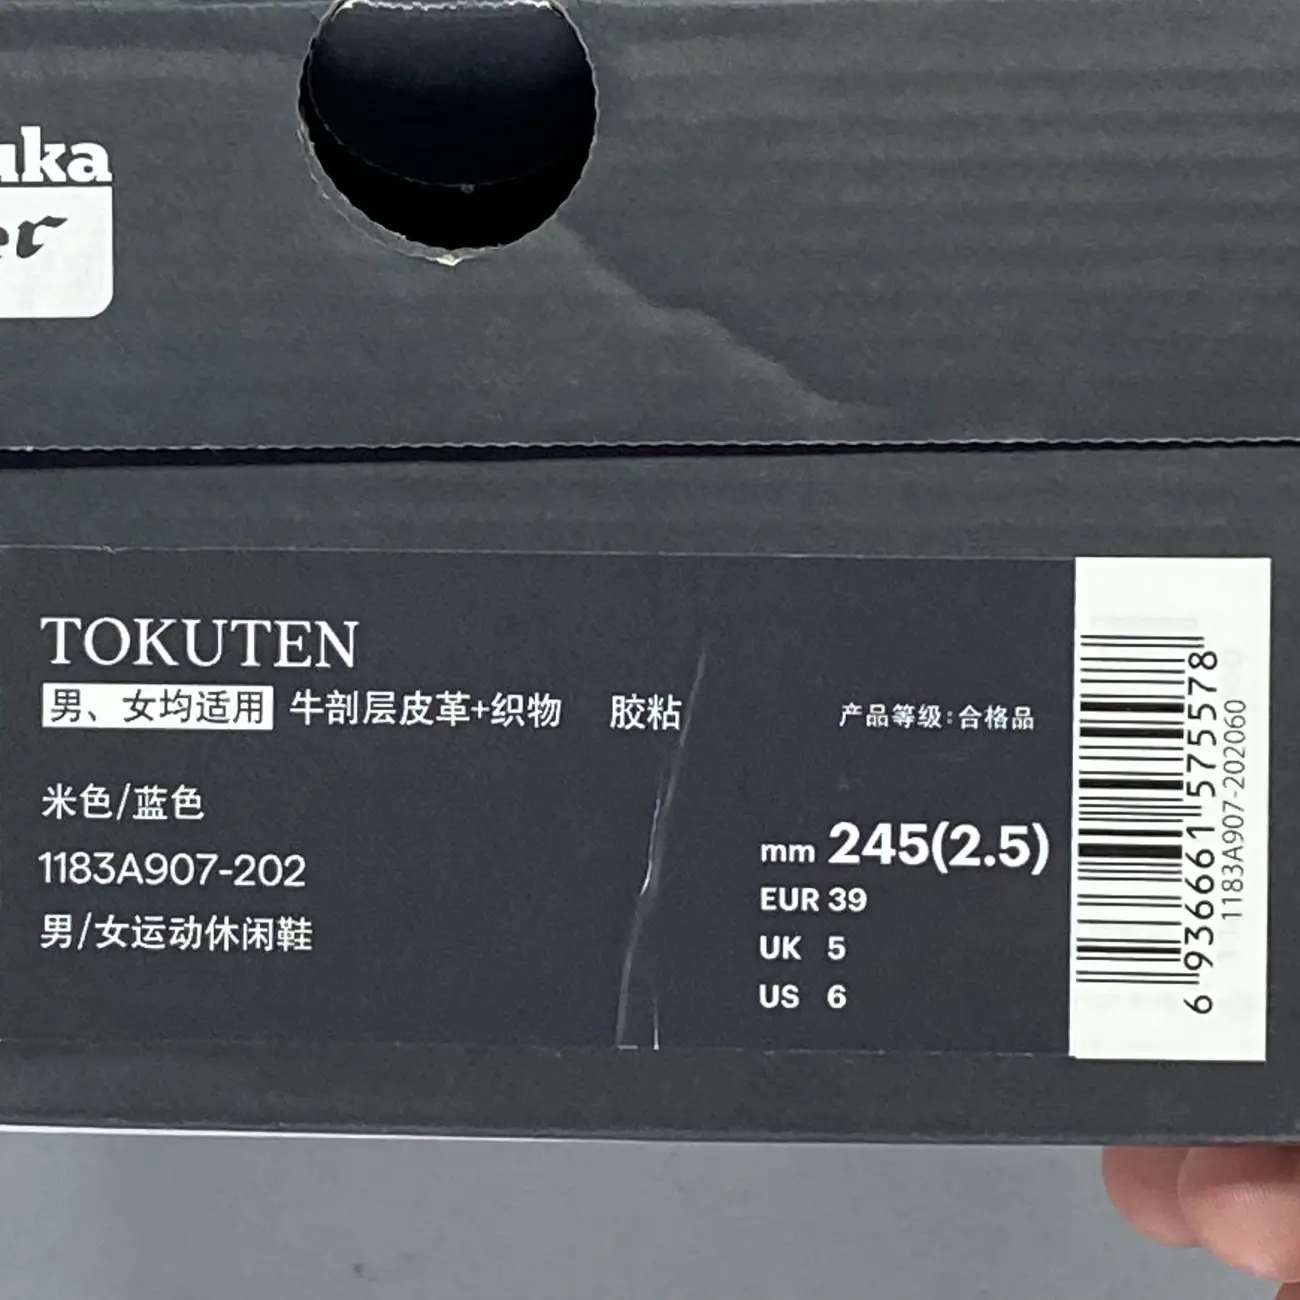 uka
er
TOKUTEN
男、女均适用 牛剖层皮革+织物 胶粘
产品等级:合格品
米色/蓝色
1183A907-202
男/女运动休闲鞋
mm 245(2.5)
EUR 39
UK 5
US 6
6 936661 575578
1183A907-202060